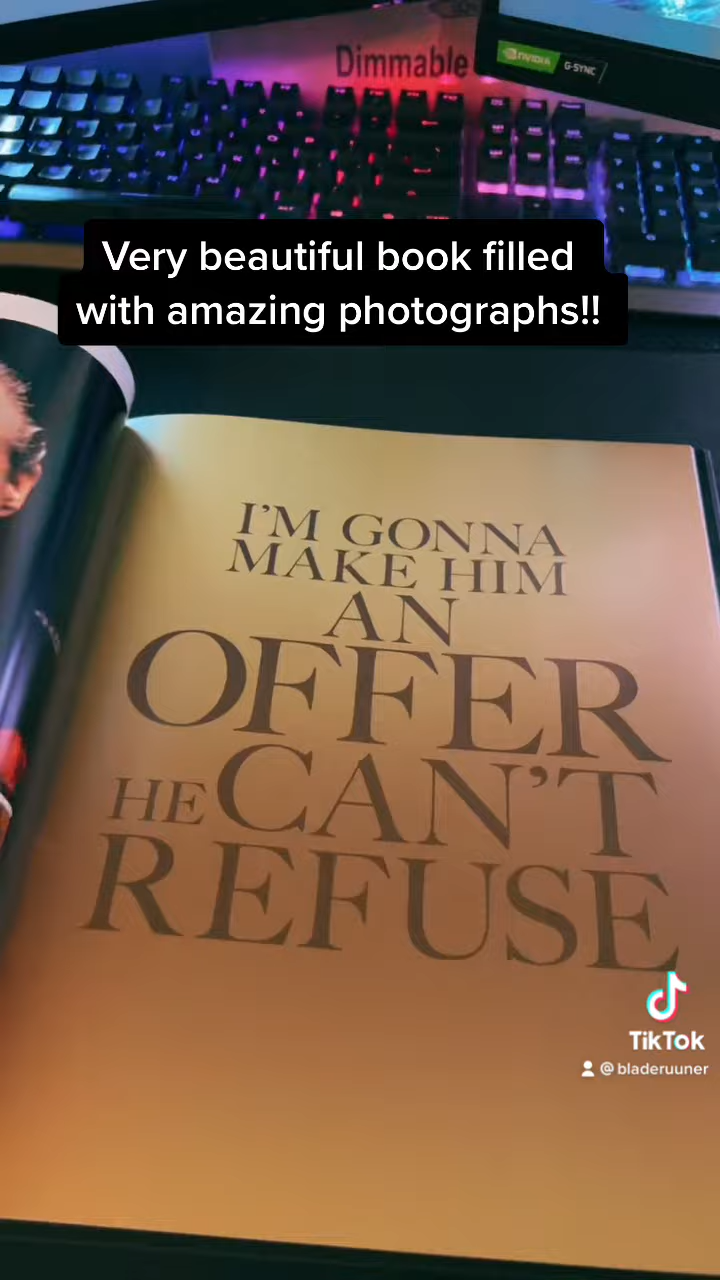 Dimmable
NVIDIA
G-SYNC
Very beautiful book filled
with amazing photographs!!
I'M GONNA
MAKE HIM
AN
OFFER
HE CAN'T
REFUSE
TikTok
@bladeruuner